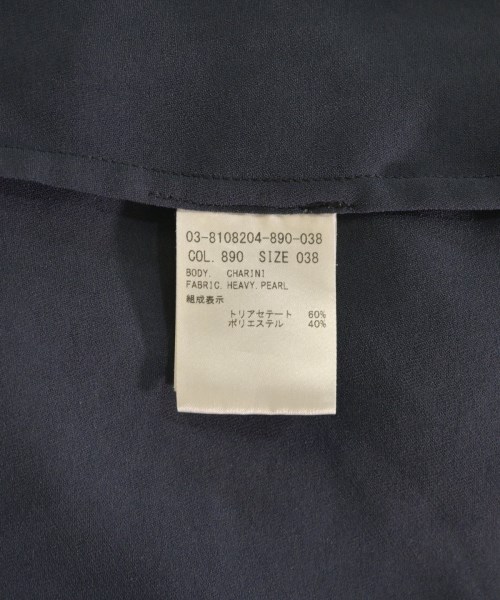 03-8108204-890-038
COL. 890 SIZE 038
BODY. CHARINI
FABRIC. HEAVY. PEARL
組成表示
トリアセテート 60%
ポリエステル 40%